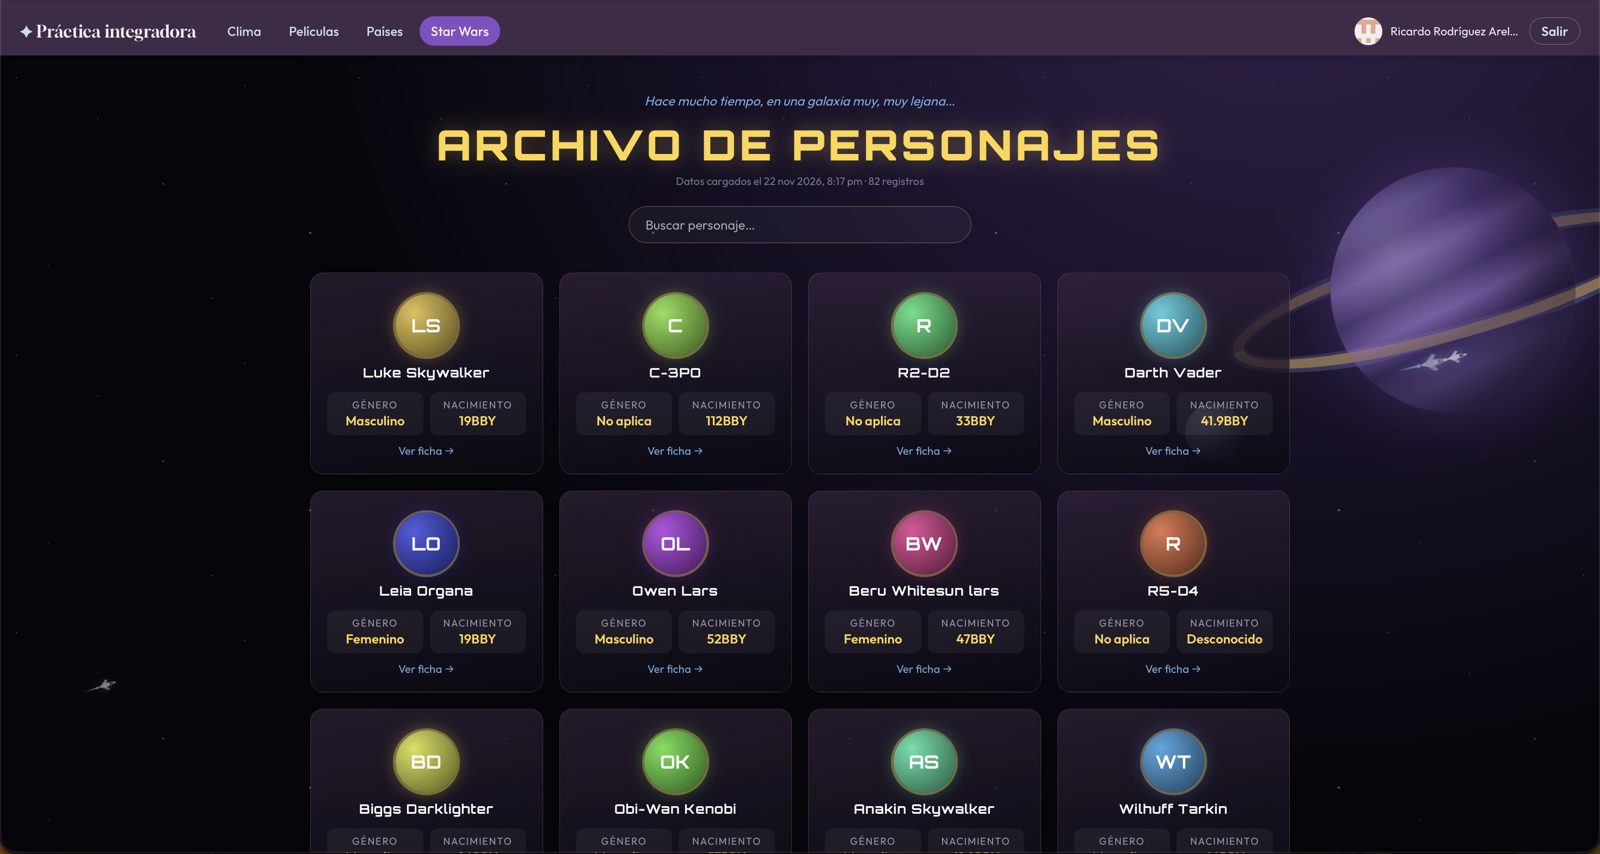 Práctica integradora Clima Películas Países Star Wars Ricardo Rodríguez Arel... Salir
Hace mucho tiempo, en una galaxia muy, muy lejana...
ARCHIVO DE PERSONAJES
Datos cargados el 22 nov 2026, 8:17 pm · 82 registros
Buscar personaje...
LS C R DV
Luke Skywalker C-3PO R2-D2 Darth Vader
GÉNERO NACIMIENTO GÉNERO NACIMIENTO GÉNERO NACIMIENTO GÉNERO NACIMIENTO
Masculino 19BBY No aplica 112BBY No aplica 33BBY Masculino 41.9BBY
Ver ficha → Ver ficha → Ver ficha → Ver ficha →
LO OL BW R
Leia Organa Owen Lars Beru Whitesun lars R5-D4
GÉNERO NACIMIENTO GÉNERO NACIMIENTO GÉNERO NACIMIENTO GÉNERO NACIMIENTO
Femenino 19BBY Masculino 52BBY Femenino 47BBY No aplica Desconocido
Ver ficha → Ver ficha → Ver ficha → Ver ficha →
BD OK AS WT
Biggs Darklighter Obi-Wan Kenobi Anakin Skywalker Wilhuff Tarkin
GÉNERO NACIMIENTO GÉNERO NACIMIENTO GÉNERO NACIMIENTO GÉNERO NACIMIENTO